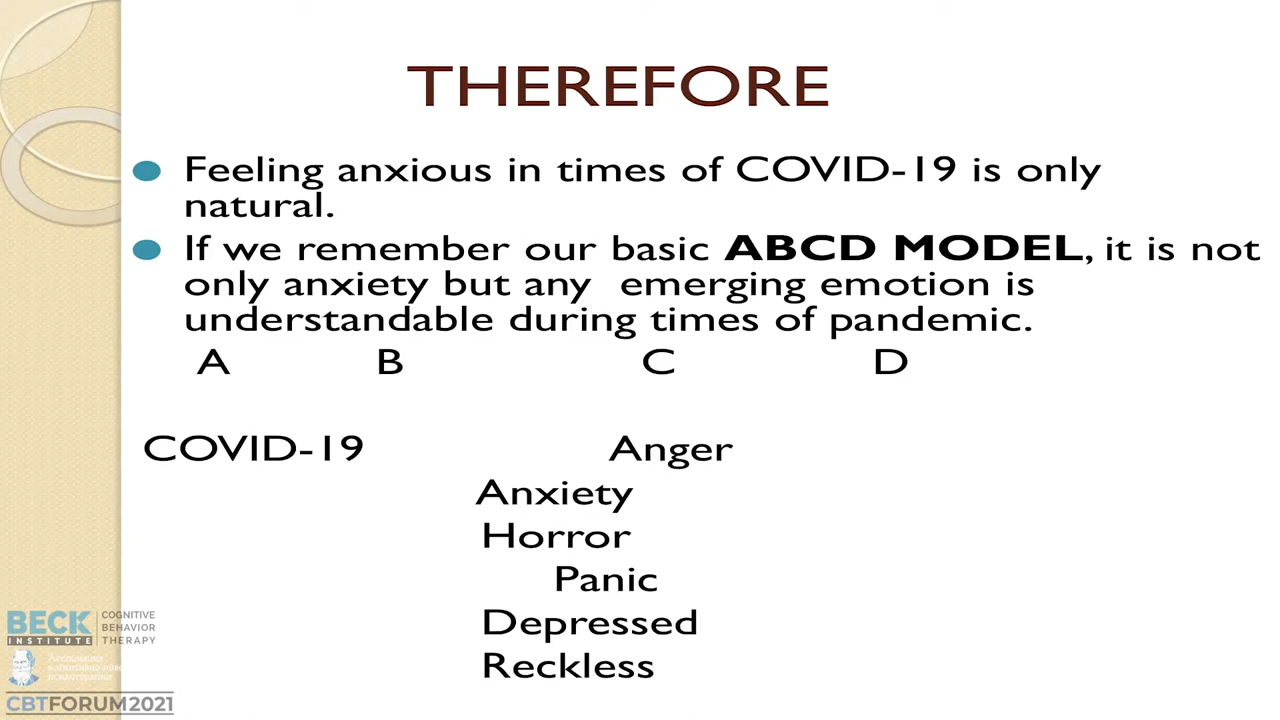 THEREFORE
Feeling anxious in times of COVID-19 is only
natural.
If we remember our basic ABCD MODEL, it is not
only anxiety but any emerging emotion is
understandable during times of pandemic.
A B C D
COVID-19 Anger
Anxiety
Horror
Panic
Depressed
Reckless
BECK INSTITUTE
COGNITIVE
BEHAVIOR
THERAPY
Ассоциация
психотерапии
CBTFORUM2021